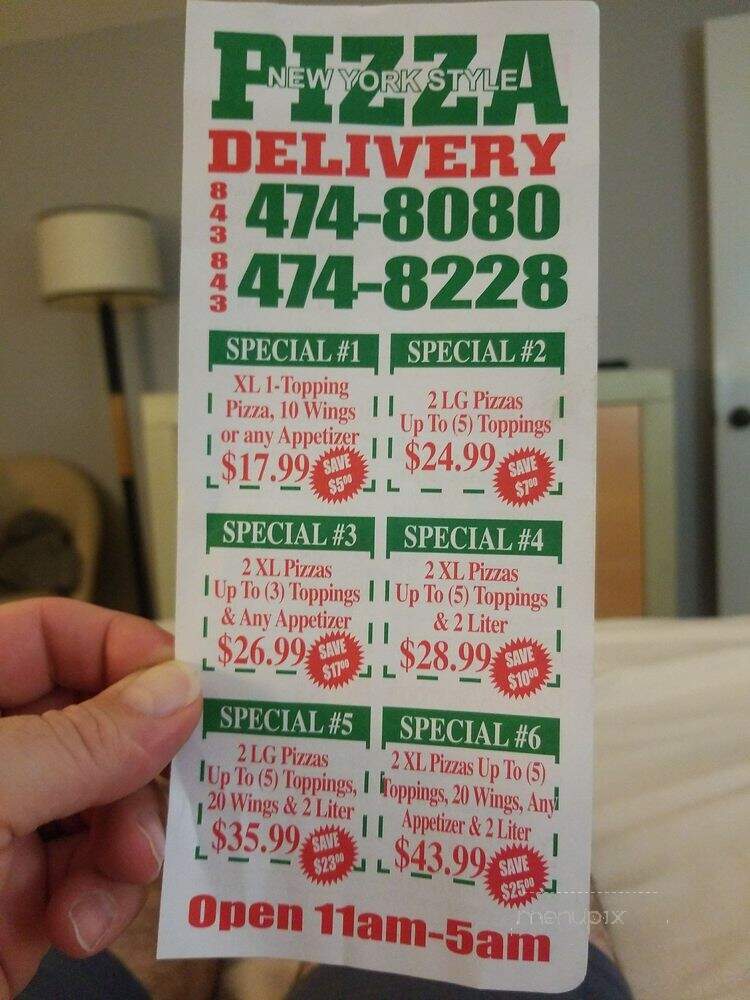 PIZZA
NEW YORK STYLE
DELIVERY
843 474-8080
843 474-8228
SPECIAL #1
XL 1-Topping
Pizza, 10 Wings
or any Appetizer
$17.99
SAVE
$5.00
SPECIAL #2
2 LG Pizzas
Up To (5) Toppings
$24.99
SAVE
$7.00
SPECIAL #3
2 XL Pizzas
Up To (3) Toppings
& Any Appetizer
$26.99
SAVE
$17.00
SPECIAL #4
2 XL Pizzas
Up To (5) Toppings
& 2 Liter
$28.99
SAVE
$10.00
SPECIAL #5
2 LG Pizzas
Up To (5) Toppings,
20 Wings & 2 Liter
$35.99
SAVE
$23.00
SPECIAL #6
2 XL Pizzas Up To (5)
Toppings, 20 Wings, Any
Appetizer & 2 Liter
$43.99
SAVE
$25.00
Open 11am-5am
menupix